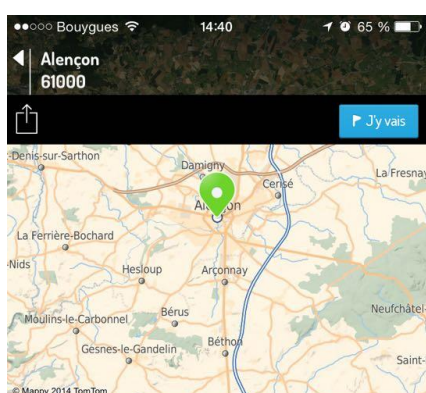 ●●○○○ Bouygues 14:40 65 %
Alençon
61000
J'y vais
-Denis-sur-Sarthon
Damigny
La Fresnay
Cerisé
Alençon
La Ferrière-Bochard
-Nids
Hesloup
Arçonnay
Neufchâtel-
Moulins-le-Carbonnel
Bérus
Gesnes-le-Gandelin
Béthon
Saint-
© Mappy 2014 TomTom